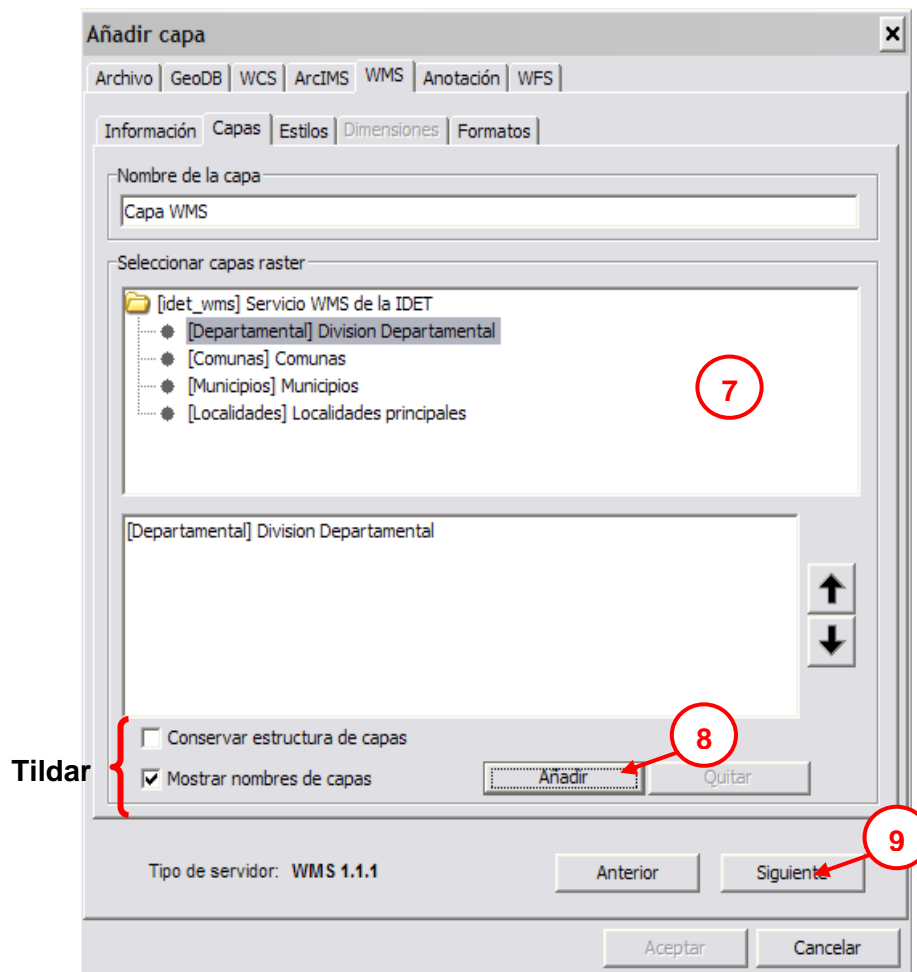 Añadir capa
Archivo GeoDB WCS ArcIMS WMS Anotación WFS
Información Capas Estilos Dimensiones Formatos
Nombre de la capa
Capa WMS
Seleccionar capas raster
[idet_wms] Servicio WMS de la IDET
[Departamental] Division Departamental
[Comunas] Comunas
[Municipios] Municipios
[Localidades] Localidades principales
7
[Departamental] Division Departamental
Conservar estructura de capas
8
Tildar
Mostrar nombres de capas
Añadir
Quitar
9
Tipo de servidor: WMS 1.1.1
Anterior
Siguiente
Aceptar
Cancelar